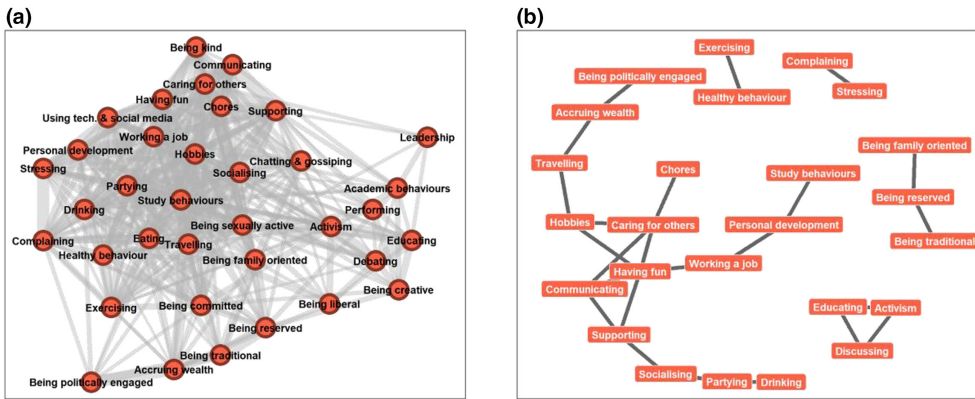 (a)
Being kind
Communicating
Caring for others
Having fun
Chores
Supporting
Using tech. & social media
Working a job
Leadership
Personal development
Hobbies
Chatting & gossiping
Stressing
Socialising
Partying
Academic behaviours
Study behaviours
Drinking
Performing
Being sexually active
Activism
Complaining
Eating
Educating
Healthy behaviour
Travelling
Being family oriented
Debating
Being creative
Exercising
Being committed
Being liberal
Being reserved
Being traditional
Accruing wealth
Being politically engaged
(b)
Exercising
Complaining
Being politically engaged
Healthy behaviour
Stressing
Accruing wealth
Being family oriented
Travelling
Chores
Study behaviours
Being reserved
Hobbies
Caring for others
Personal development
Being traditional
Having fun
Working a job
Communicating
Educating
Activism
Supporting
Discussing
Socialising
Partying
Drinking